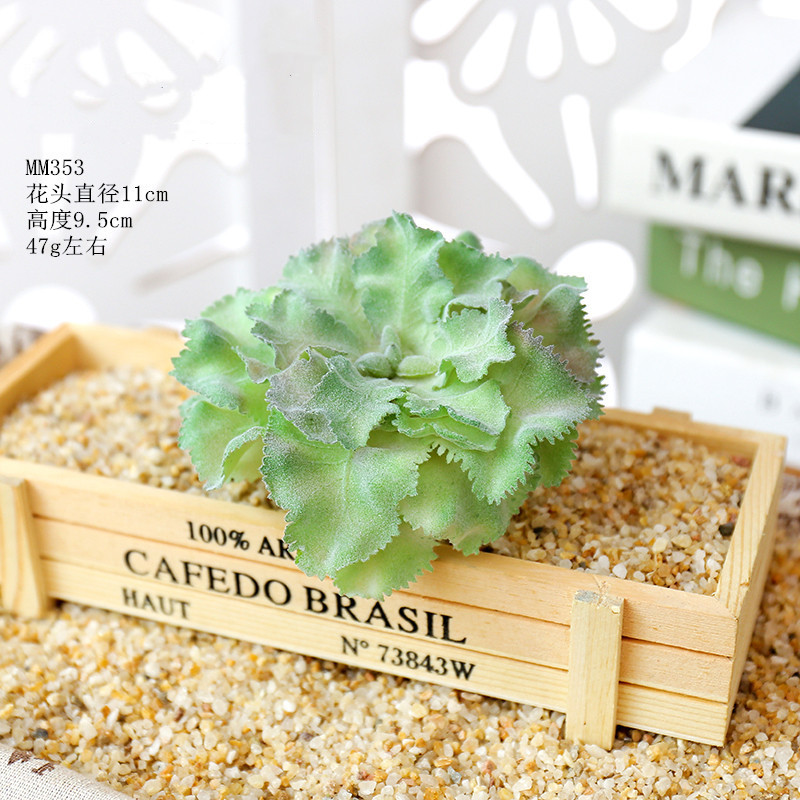 MM353
花头直径11cm
高度9.5cm
47g左右
MAR
The
100% AR
CAFEDO BRASIL
HAUT
N° 73843W